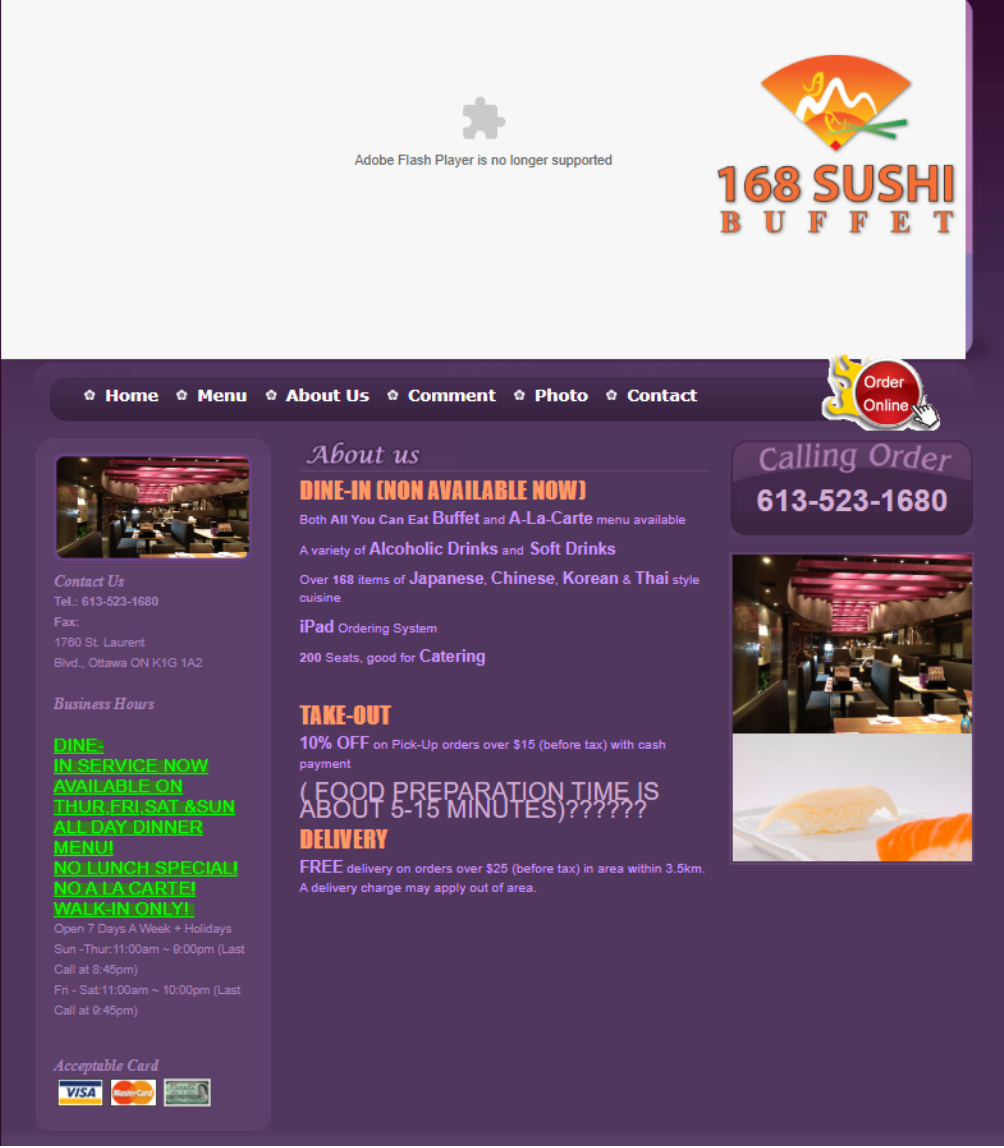 Adobe Flash Player is no longer supported
168 SUSHI
BUFFET
Home Menu About Us Comment Photo Contact
Order
Online
Contact Us
Tel.: 613-523-1680
Fax:
1760 St. Laurent
Blvd., Ottawa ON K1G 1A2
Business Hours
DINE-
IN SERVICE NOW
AVAILABLE ON
THUR,FRI,SAT &SUN
ALL DAY DINNER
MENU!
NO LUNCH SPECIAL!
NO A LA CARTE!
WALK-IN ONLY!
Open 7 Days A Week + Holidays
Sun -Thur:11:00am ~ 9:00pm (Last
Call at 8:45pm)
Fri - Sat:11:00am ~ 10:00pm (Last
Call at 9:45pm)
Acceptable Card
VISA MasterCard
About us
DINE-IN (NON AVAILABLE NOW)
Both All You Can Eat Buffet and A-La-Carte menu available
A variety of Alcoholic Drinks and Soft Drinks
Over 168 items of Japanese, Chinese, Korean & Thai style
cuisine
iPad Ordering System
200 Seats, good for Catering
TAKE-OUT
10% OFF on Pick-Up orders over $15 (before tax) with cash
payment
( FOOD PREPARATION TIME IS
ABOUT 5-15 MINUTES)??????
DELIVERY
FREE delivery on orders over $25 (before tax) in area within 3.5km.
A delivery charge may apply out of area.
Calling Order
613-523-1680